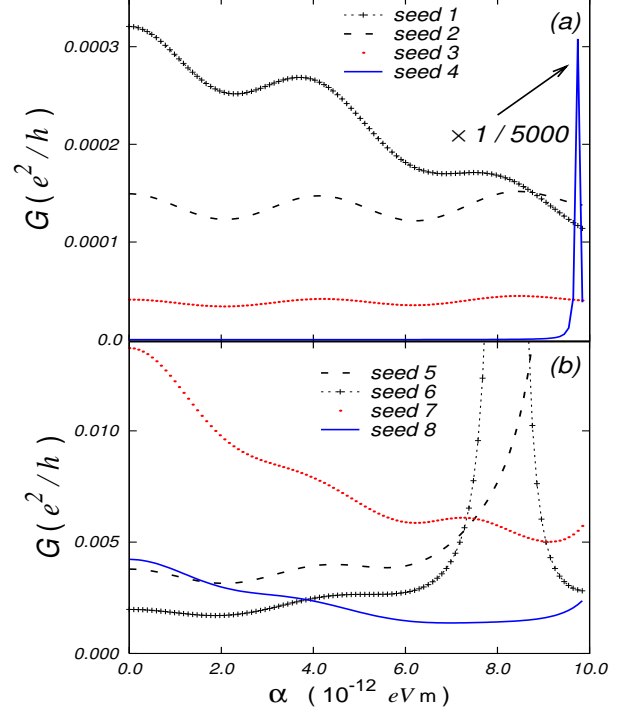 (a)
seed 1
seed 2
seed 3
seed 4
× 1 / 5000
G ( e² / h )
0.0003
0.0002
0.0001
0.0
(b)
seed 5
seed 6
seed 7
seed 8
G ( e² / h )
0.010
0.005
0.000
0.0 2.0 4.0 6.0 8.0 10.0
α ( 10⁻¹² eV m )